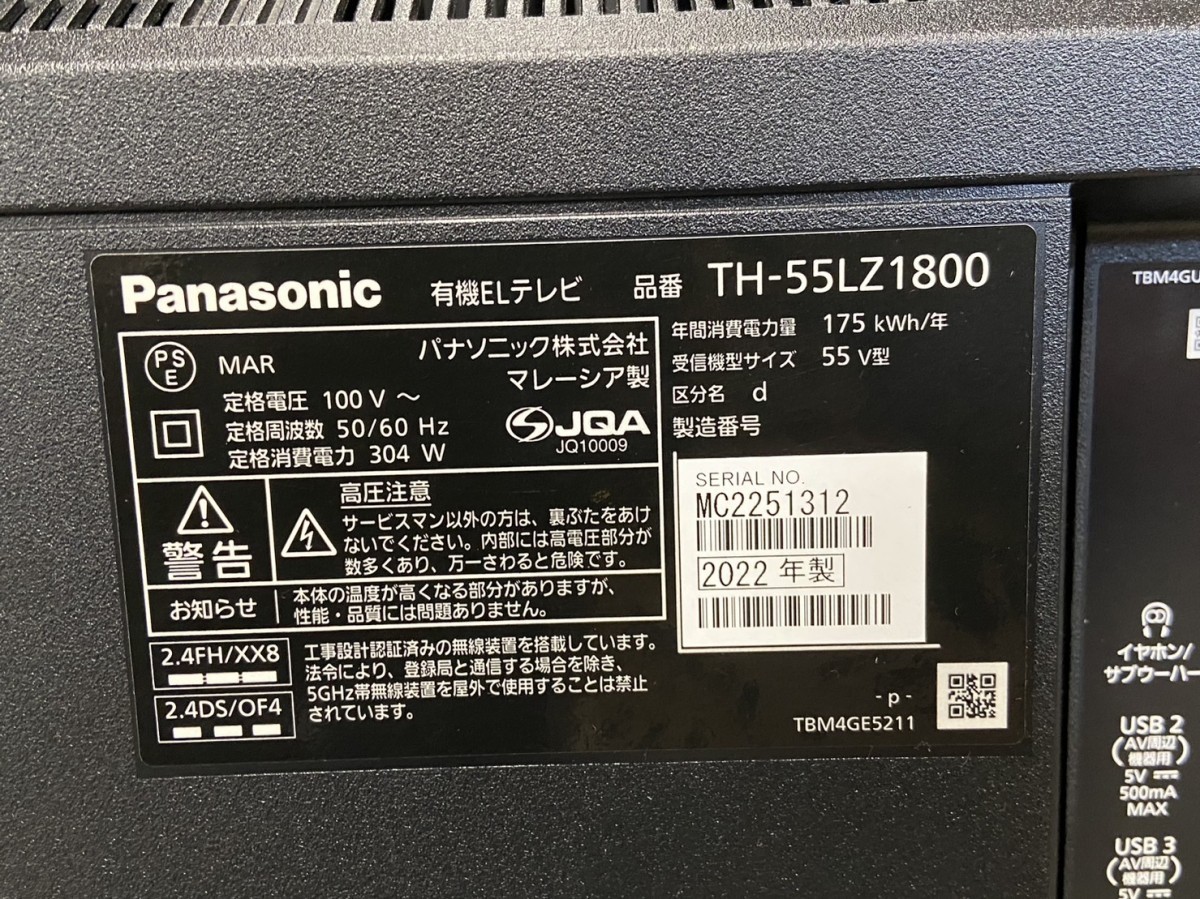 Panasonic 有機ELテレビ 品番 TH-55LZ1800
PS
E
MAR
パナソニック株式会社
マレーシア製
定格電圧 100 V ～
定格周波数 50/60 Hz
定格消費電力 304 W
JQA
JQ10009
年間消費電力量 175 kWh/年
受信機型サイズ 55 V型
区分名 d
製造番号
SERIAL NO.
MC2251312
2022 年製
警告
高圧注意
サービスマン以外の方は、裏ぶたをあけ
ないでください。内部には高電圧部分が
数多くあり、万一さわると危険です。
お知らせ
本体の温度が高くなる部分がありますが、
性能・品質には問題ありません。
2.4FH/XX8
2.4DS/OF4
工事設計認証済みの無線装置を搭載しています。
法令により、登録局と通信する場合を除き、
5GHz帯無線装置を屋外で使用することは禁止
されています。
- p -
TBM4GE5211
TBM4GU
イヤホン/
サブウーハー
USB 2
(AV周辺
機器用)
5V
500mA
MAX
USB 3
(AV周辺
機器用)
5V